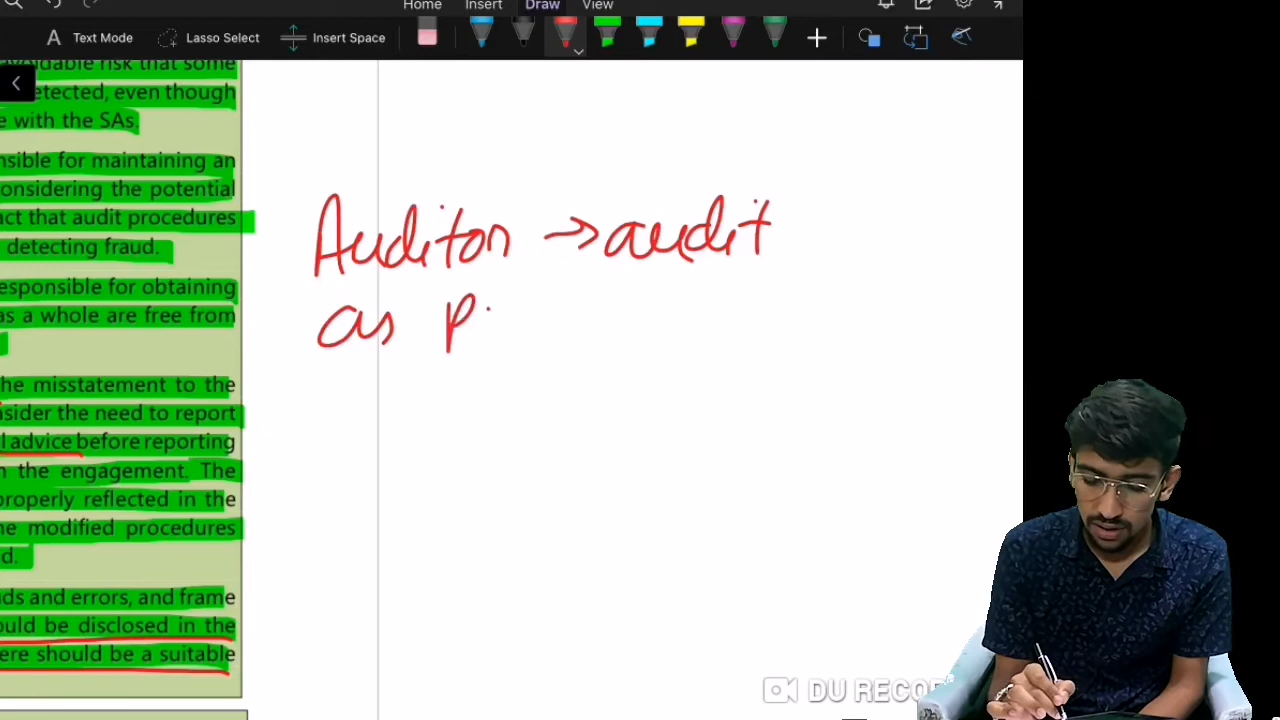 Home Insert Draw View
Text Mode Lasso Select Insert Space
avoidable risk that some
etected, even though
e with the SAs.
nsible for maintaining an
onsidering the potential
act that audit procedures
detecting fraud.
esponsible for obtaining
as a whole are free from
he misstatement to the
nsider the need to report
l advice before reporting
n the engagement. The
properly reflected in the
ne modified procedures
d.
ds and errors, and frame
ould be disclosed in the
ere should be a suitable
Auditor → audit
as p
DU RECO